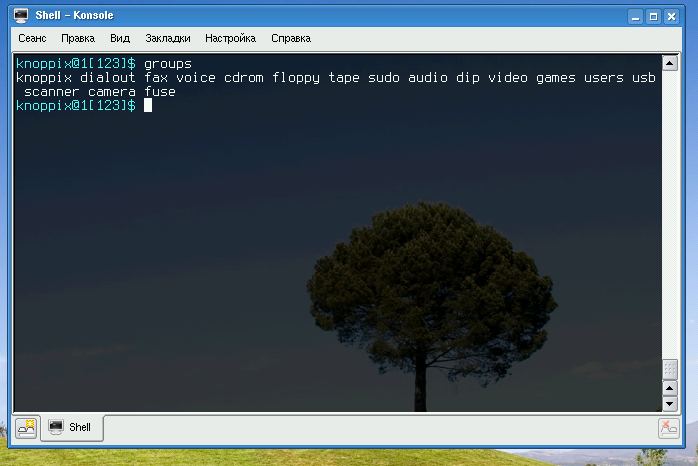 Shell - Konsole
Сеанс Правка Вид Закладки Настройка Справка
knoppix@1[123]$ groups
knoppix dialout fax voice cdrom floppy tape sudo audio dip video games users usb
scanner camera fuse
knoppix@1[123]$
Shell